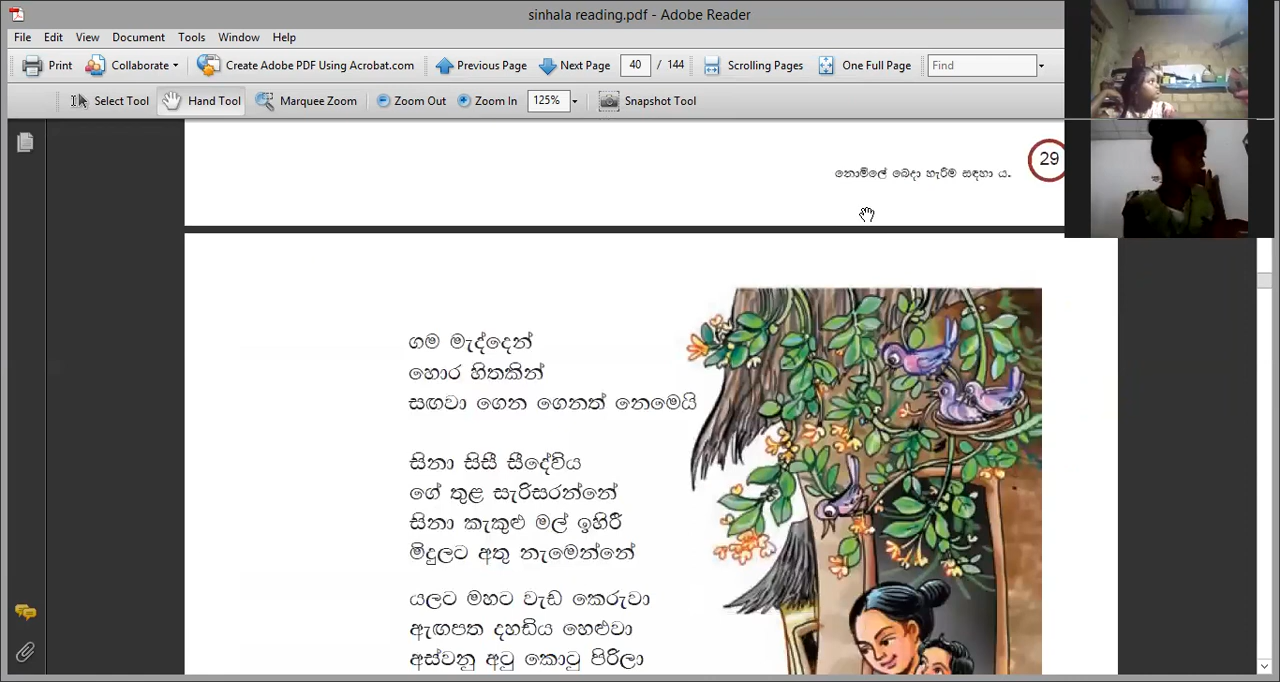 sinhala reading.pdf - Adobe Reader
File Edit View Document Tools Window Help
Print Collaborate Create Adobe PDF Using Acrobat.com Previous Page Next Page 40 / 144 Scrolling Pages One Full Page Find
Select Tool Hand Tool Marquee Zoom Zoom Out Zoom In 125% Snapshot Tool
නොමිලේ බෙදා හැරීම සඳහා ය.
29
ගම මැද්දෙන්
හොර හිතකින්
සඟවා ගෙන ගෙනත් නෙමෙයි
සිනා සිසී සීදේවිය
ගේ තුළ සැරිසරන්නේ
සිනා කැකුළු මල් ඉහිරී
මිදුලට අතු නැමෙන්නේ
යලට මහට වැඩ කෙරුවා
ඇඟපත දහඩිය හෙළුවා
අස්වනු අටු කොටු පිරිලා